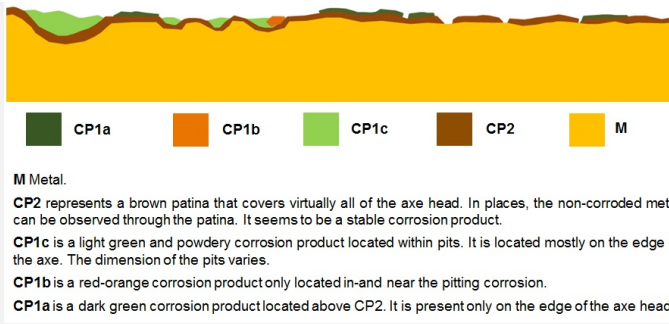 CP1a CP1b CP1c CP2 M
M Metal.
CP2 represents a brown patina that covers virtually all of the axe head. In places, the non-corroded met
can be observed through the patina. It seems to be a stable corrosion product.
CP1c is a light green and powdery corrosion product located within pits. It is located mostly on the edge
the axe. The dimension of the pits varies.
CP1b is a red-orange corrosion product only located in-and near the pitting corrosion.
CP1a is a dark green corrosion product located above CP2. It is present only on the edge of the axe head